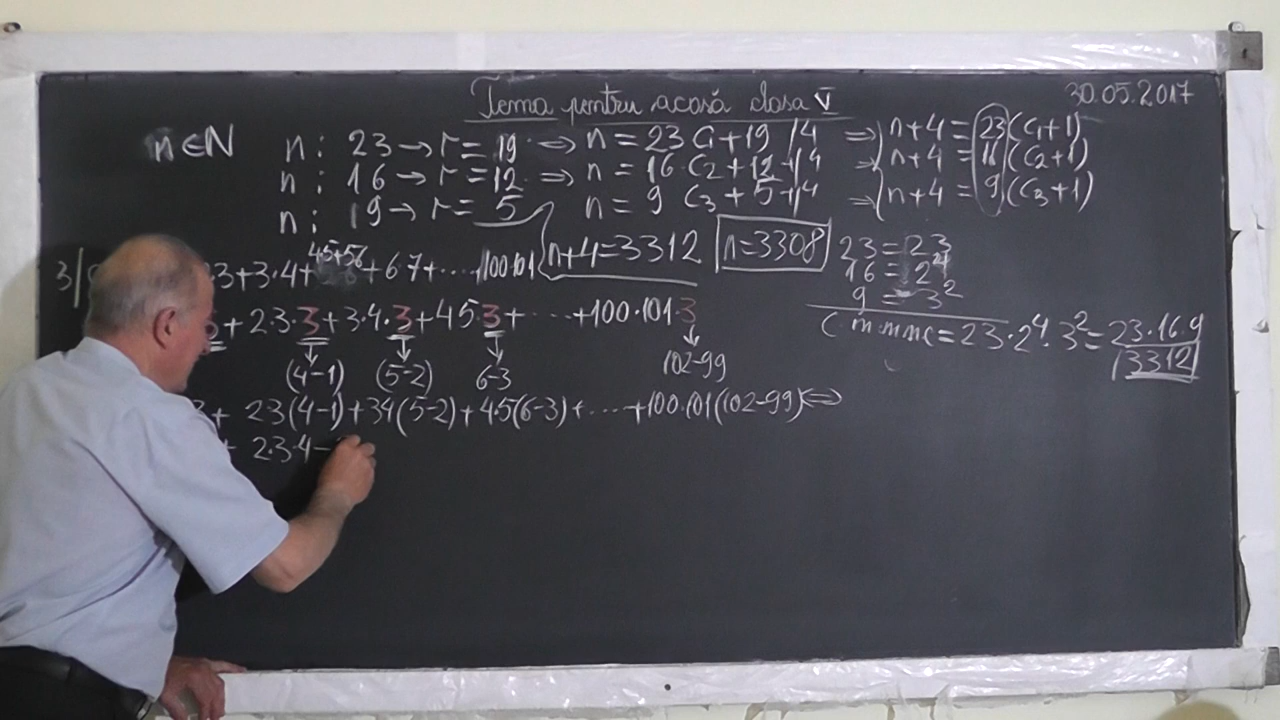 Tema pentru acasă clasa V
30.05.2017
n∈N
n : 23 → r = 19 ⇒ n = 23 C1 + 19 /4 ⇒ n+4 = 23(C1+1)
n : 16 → r = 12 ⇒ n = 16·C2 + 12 +/4 ⇒ n+4 = 16(C2+1)
n : 19 → r = 5 n = 9 C3 + 5 +/4 ⇒ n+4 = 9(C3+1)
n+4=3312 n=3308
23 = 23
16 = 2⁴
9 = 3²
c m m m c = 23·2⁴·3² = 23·16·9
3312
3/ ·3+3·4+ 45+56 +6·7+.....+100·101
+ 2·3·3+3·4·3+4·5·3+ ····· +100·101·3
(4-1) (5-2) 6-3 102-99
+ 23(4-1)+34(5-2)+4·5(6-3)+.....+100·101(102-99)⇔
+ 2·3·4-